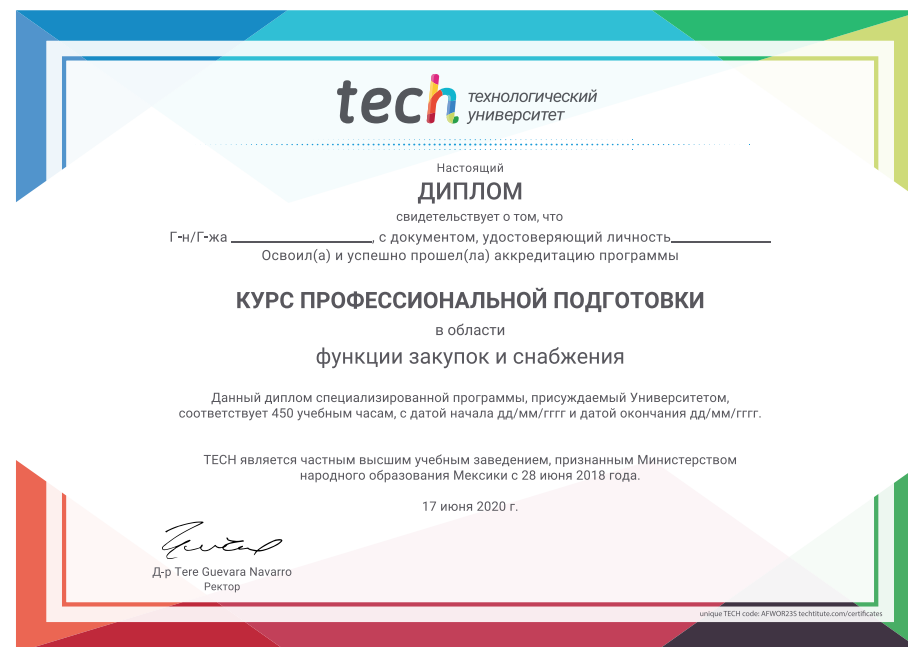 tech технологический
университет
Настоящий
ДИПЛОМ
свидетельствует о том, что
Г-н/Г-жа ________________, с документом, удостоверяющий личность____________
Освоил(а) и успешно прошел(ла) аккредитацию программы
КУРС ПРОФЕССИОНАЛЬНОЙ ПОДГОТОВКИ
в области
функции закупок и снабжения
Данный диплом специализированной программы, присуждаемый Университетом,
соответствует 450 учебным часам, с датой начала дд/мм/гггг и датой окончания дд/мм/гггг.
TECH является частным высшим учебным заведением, признанным Министерством
народного образования Мексики с 28 июня 2018 года.
17 июня 2020 г.
Д-р Tere Guevara Navarro
Ректор
unique TECH code: AFWOR23S techtitute.com/certificates